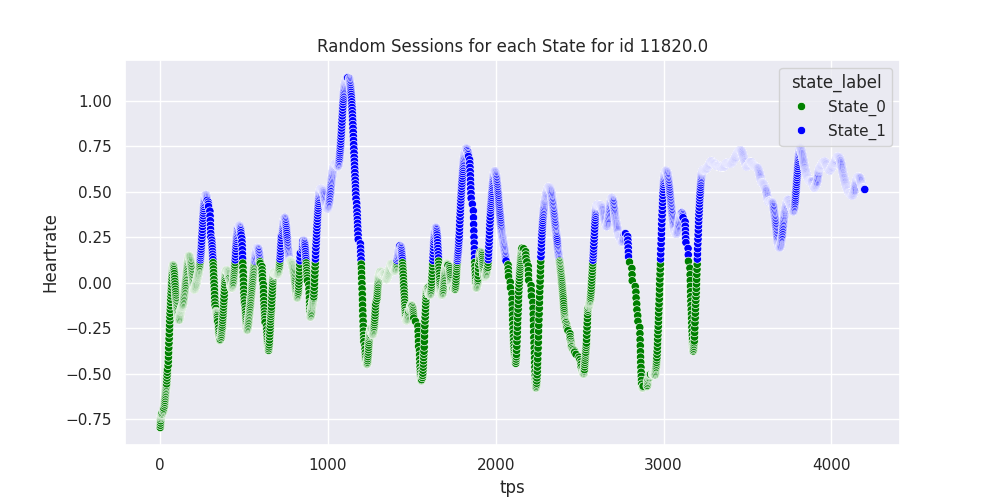 Random Sessions for each State for id 11820.0
state_label
State_0
State_1
1.00
0.75
0.50
0.25
0.00
−0.25
−0.50
−0.75
Heartrate
0 1000 2000 3000 4000
tps